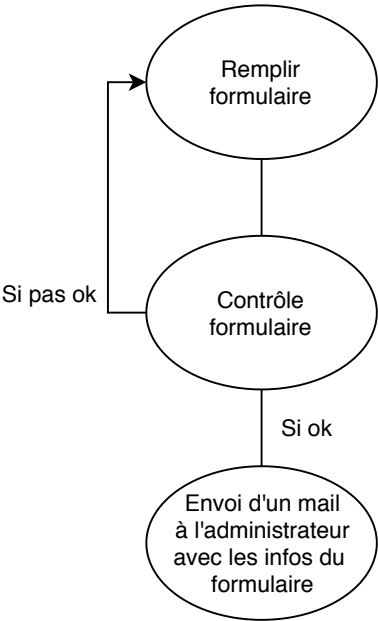 Remplir
formulaire
Si pas ok
Contrôle
formulaire
Si ok
Envoi d'un mail
à l'administrateur
avec les infos du
formulaire